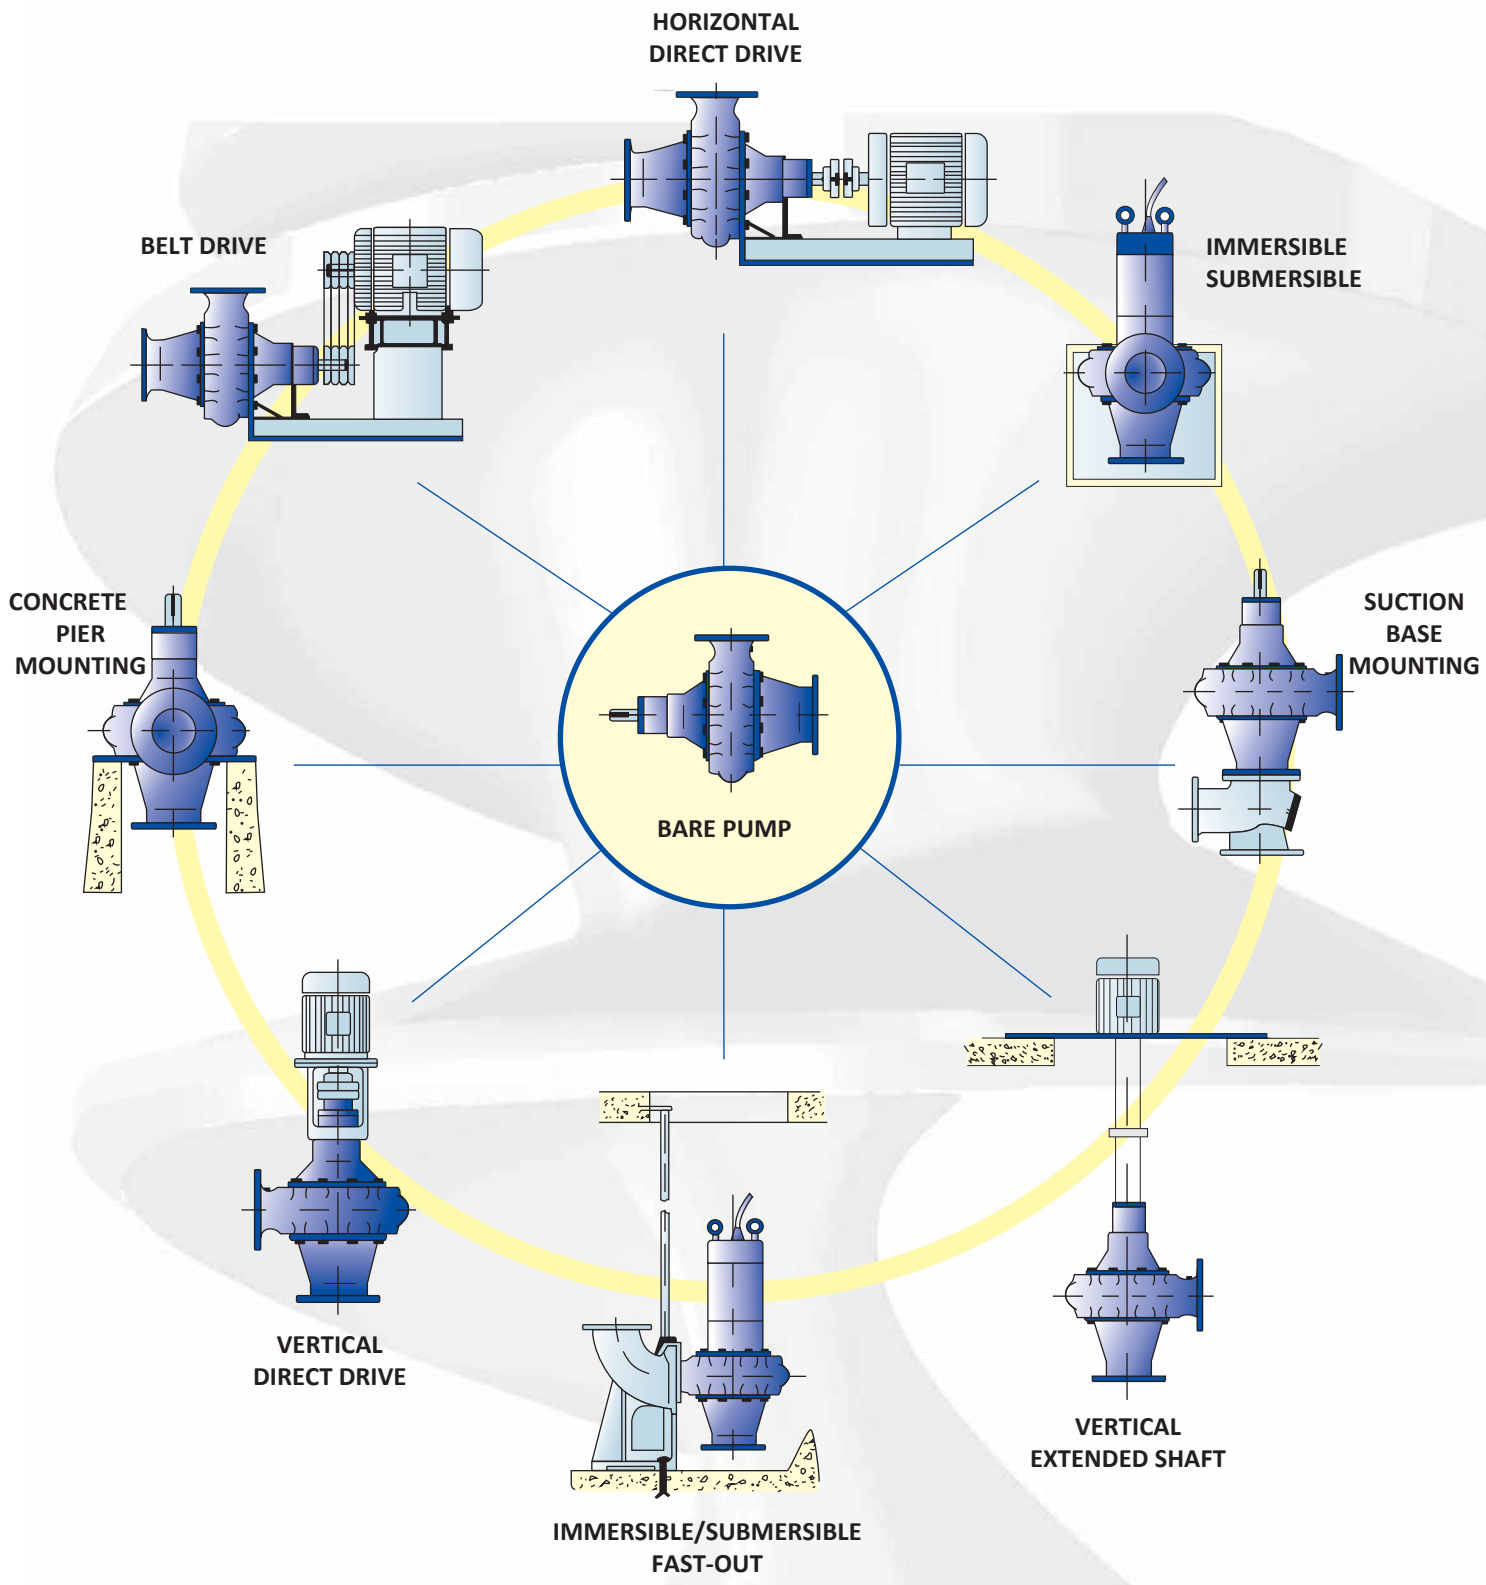 HORIZONTAL
DIRECT DRIVE
BELT DRIVE
IMMERSIBLE
SUBMERSIBLE
CONCRETE
PIER
MOUNTING
SUCTION
BASE
MOUNTING
BARE PUMP
VERTICAL
DIRECT DRIVE
VERTICAL
EXTENDED SHAFT
IMMERSIBLE/SUBMERSIBLE
FAST-OUT